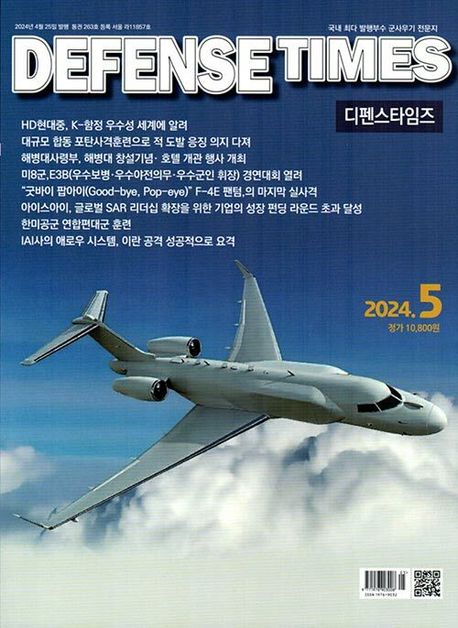 2024년 4월 25일 발행 통권 263호 등록 서울 라11857호
국내 최다 발행부수 군사무기 전문지
DEFENSE TIMES
디펜스타임즈
HD현대중, K-함정 우수성 세계에 알려
대규모 합동 포탄사격훈련으로 적 도발 응징 의지 다져
해병대사령부, 해병대 창설기념· 호텔 개관 행사 개최
미8군,E3B(우수보병·우수야전의무·우수군인 휘장) 경연대회 열려
“굿바이 팝아이(Good-bye, Pop-eye)” F-4E 팬텀,의 마지막 실사격
아이스아이, 글로벌 SAR 리더십 확장을 위한 기업의 성장 펀딩 라운드 초과 달성
한미공군 연합편대군 훈련
IAI사의 애로우 시스템, 이란 공격 성공적으로 요격
2024. 5
정가 10,800원
ISSN 1976-9032